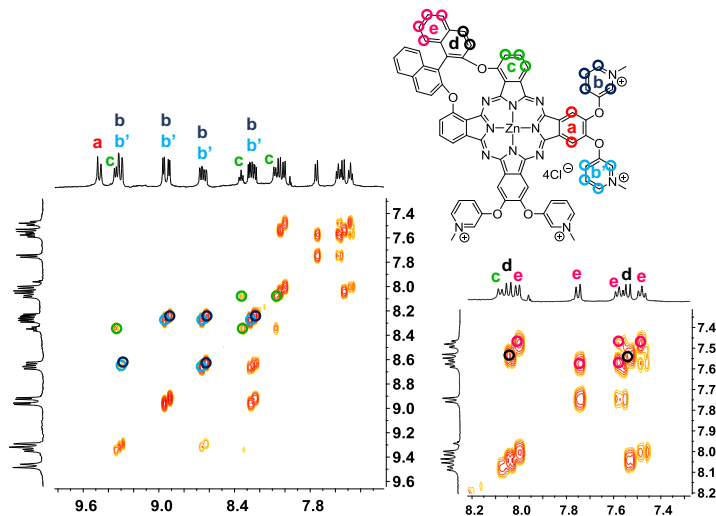 e
d
c
O
O
b
N
+
O
N
N
N
N
Zn
N
a
N
N
N
O
4Cl⊖
b'
N
+
O
O
N
+
N
+
b b b b
b' b' b' b'
a
c c c
7.4
7.6
7.8
8.0
8.2
8.4
8.6
8.8
9.0
9.2
9.4
9.6
9.6 9.0 8.4 7.8
d d
c e e e e
7.4
7.5
7.6
7.7
7.8
7.9
8.0
8.1
8.2
8.2 8.0 7.8 7.6 7.4